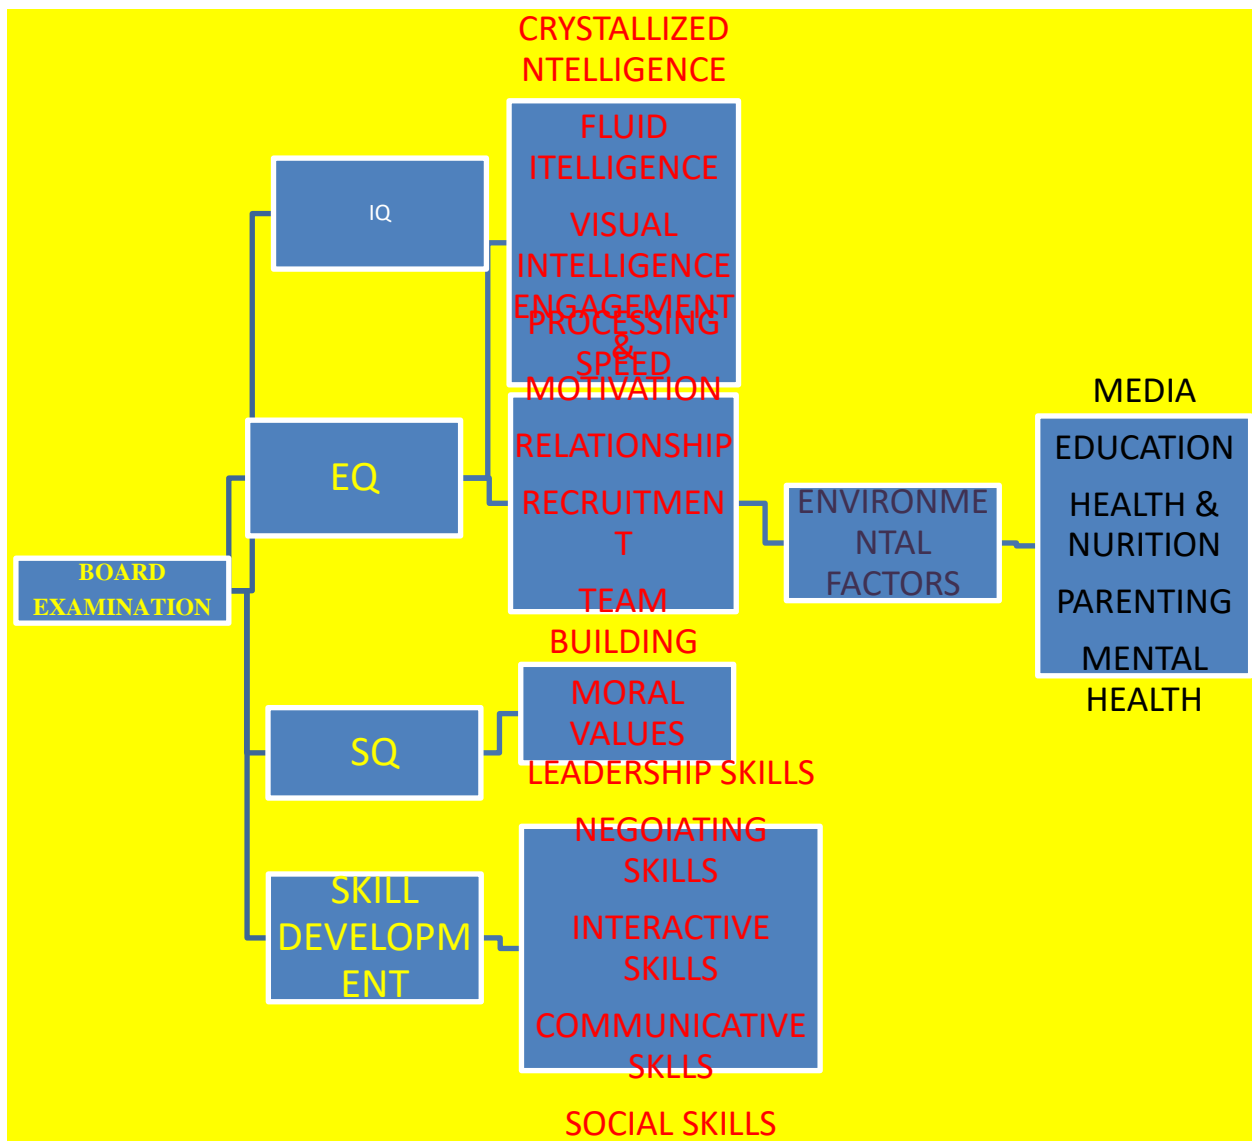 BOARD
EXAMINATION
IQ
EQ
SQ
SKILL
DEVELOPM
ENT
CRYSTALLIZED
NTELLIGENCE
FLUID
ITELLIGENCE
VISUAL
INTELLIGENCE
PROCESSING
SPEED
ENGAGEMENT
&
MOTIVATION
RELATIONSHIP
RECRUITMEN
T
TEAM
BUILDING
MORAL
VALUES
LEADERSHIP SKILLS
NEGOIATING
SKILLS
INTERACTIVE
SKILLS
COMMUNICATIVE
SKLLS
SOCIAL SKILLS
ENVIRONME
NTAL
FACTORS
MEDIA
EDUCATION
HEALTH &
NURITION
PARENTING
MENTAL
HEALTH